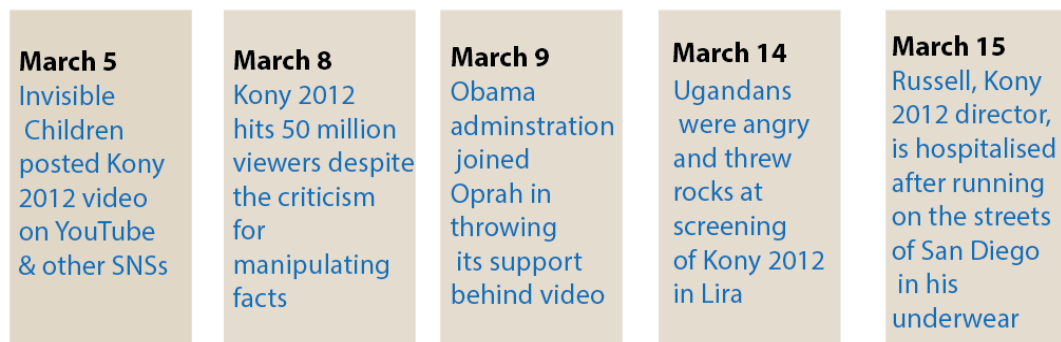 March 5
Invisible
Children
posted Kony
2012 video
on YouTube
& other SNSs
March 8
Kony 2012
hits 50 million
viewers despite
the criticism
for
manipulating
facts
March 9
Obama
adminstration
joined
Oprah in
throwing
its support
behind video
March 14
Ugandans
were angry
and threw
rocks at
screening
of Kony 2012
in Lira
March 15
Russell, Kony
2012 director,
is hospitalised
after running
on the streets
of San Diego
in his
underwear